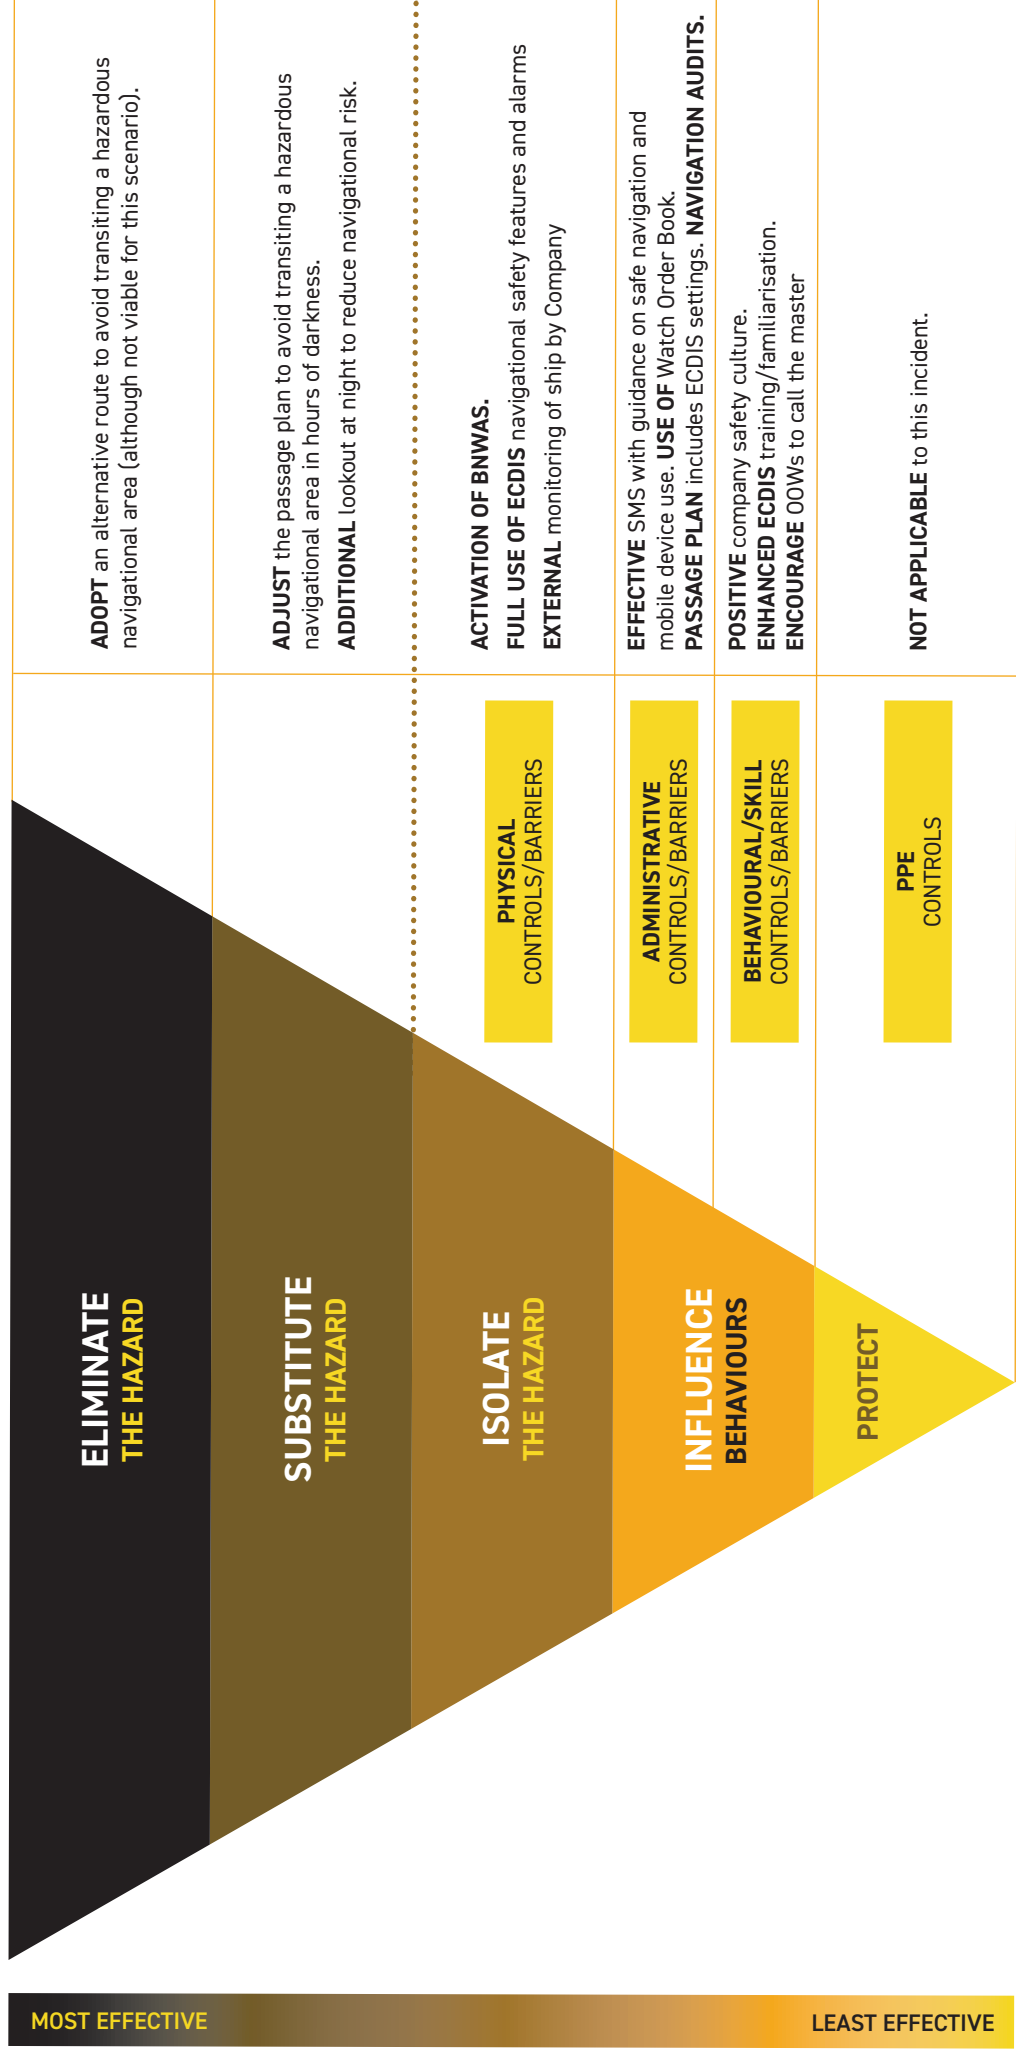 MOST EFFECTIVE
LEAST EFFECTIVE
ELIMINATE
THE HAZARD
ADOPT an alternative route to avoid transiting a hazardous
navigational area (although not viable for this scenario).
SUBSTITUTE
THE HAZARD
ADJUST the passage plan to avoid transiting a hazardous
navigational area in hours of darkness.
ADDITIONAL lookout at night to reduce navigational risk.
ISOLATE
THE HAZARD
PHYSICAL
CONTROLS/BARRIERS
ACTIVATION OF BNWAS.
FULL USE OF ECDIS navigational safety features and alarms
EXTERNAL monitoring of ship by Company
INFLUENCE
BEHAVIOURS
ADMINISTRATIVE
CONTROLS/BARRIERS
EFFECTIVE SMS with guidance on safe navigation and
mobile device use. USE OF Watch Order Book.
PASSAGE PLAN includes ECDIS settings. NAVIGATION AUDITS.
BEHAVIOURAL/SKILL
CONTROLS/BARRIERS
POSITIVE company safety culture.
ENHANCED ECDIS training/familiarisation.
ENCOURAGE OOWs to call the master
PROTECT
PPE
CONTROLS
NOT APPLICABLE to this incident.